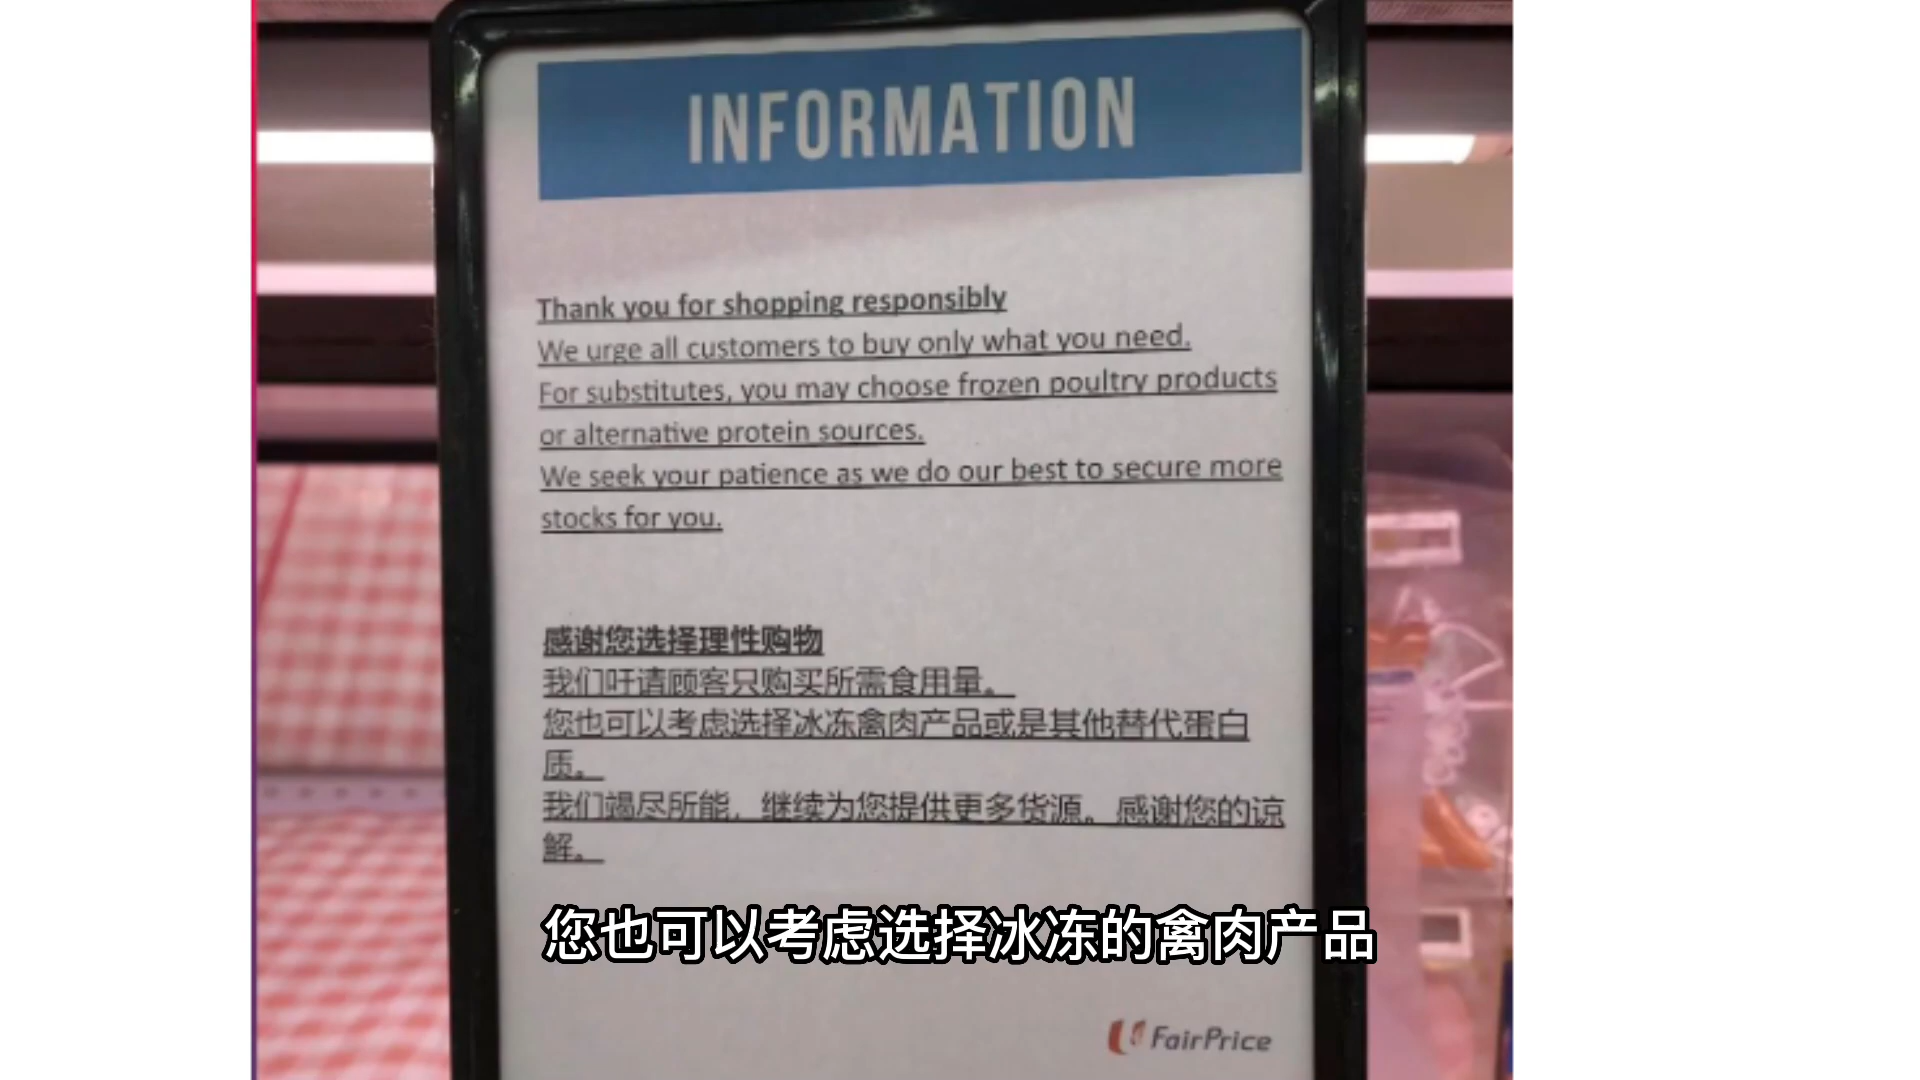 INFORMATION
Thank you for shopping responsibly
We urge all customers to buy only what you need.
For substitutes, you may choose frozen poultry products
or alternative protein sources.
We seek your patience as we do our best to secure more
stocks for you.
感谢您选择理性购物
我们吁请顾客只购买所需食用量。
您也可以考虑选择冰冻禽肉产品或是其他替代蛋白
质。
我们竭尽所能，继续为您提供更多货源。感谢您的谅
解。
您也可以考虑选择冰冻的禽肉产品
FairPrice